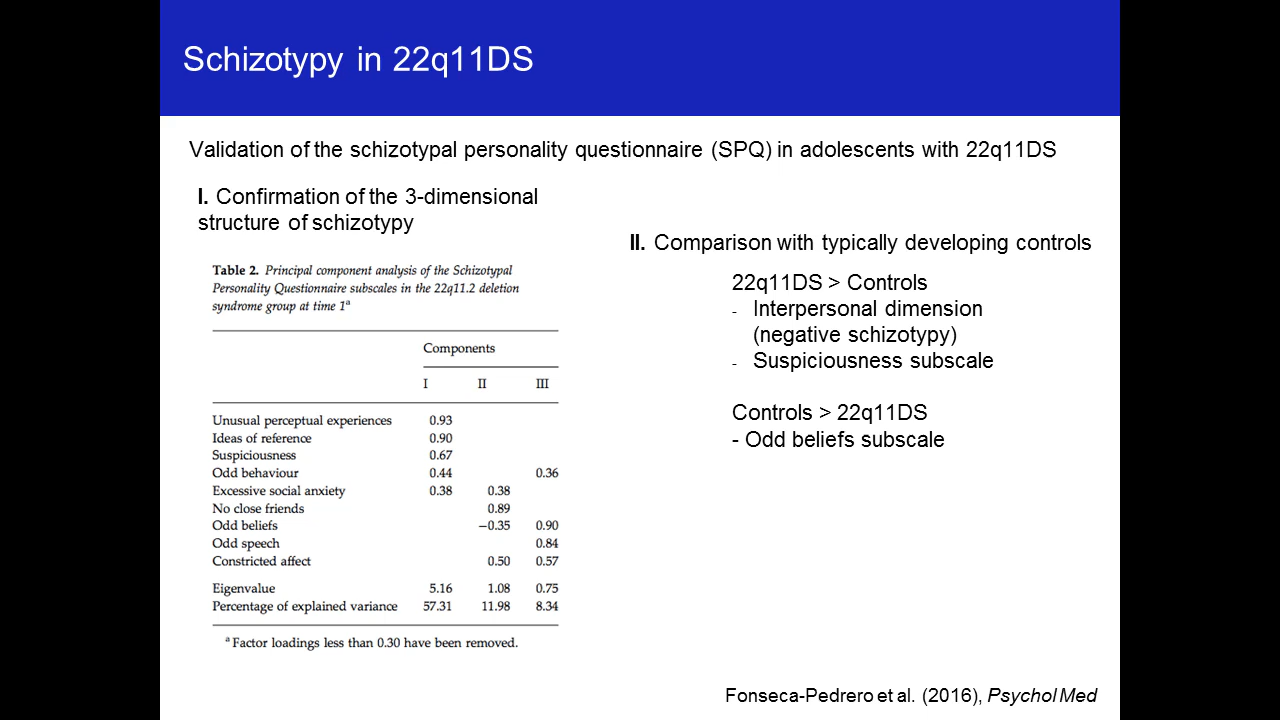 Schizotypy in 22q11DS
Validation of the schizotypal personality questionnaire (SPQ) in adolescents with 22q11DS
I. Confirmation of the 3-dimensional
structure of schizotypy
Table 2. Principal component analysis of the Schizotypal
Personality Questionnaire subscales in the 22q11.2 deletion
syndrome group at time 1ª
Components
I II III
Unusual perceptual experiences 0.93
Ideas of reference 0.90
Suspiciousness 0.67
Odd behaviour 0.44 0.36
Excessive social anxiety 0.38 0.38
No close friends 0.89
Odd beliefs −0.35 0.90
Odd speech 0.84
Constricted affect 0.50 0.57
Eigenvalue 5.16 1.08 0.75
Percentage of explained variance 57.31 11.98 8.34
ª Factor loadings less than 0.30 have been removed.
II. Comparison with typically developing controls
22q11DS > Controls
- Interpersonal dimension
(negative schizotypy)
- Suspiciousness subscale
Controls > 22q11DS
- Odd beliefs subscale
Fonseca-Pedrero et al. (2016), Psychol Med